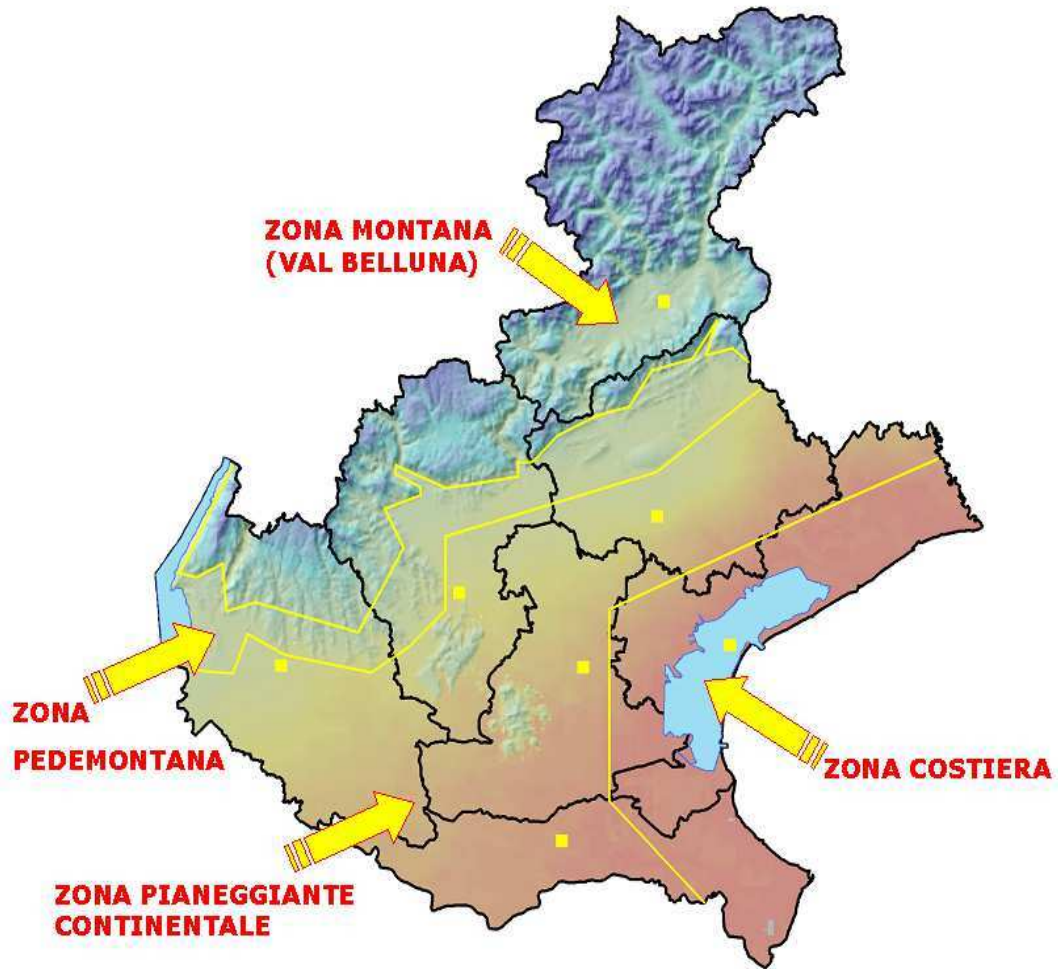 ZONA MONTANA
(VAL BELLUNA)
ZONA
PEDEMONTANA
ZONA COSTIERA
ZONA PIANEGGIANTE
CONTINENTALE